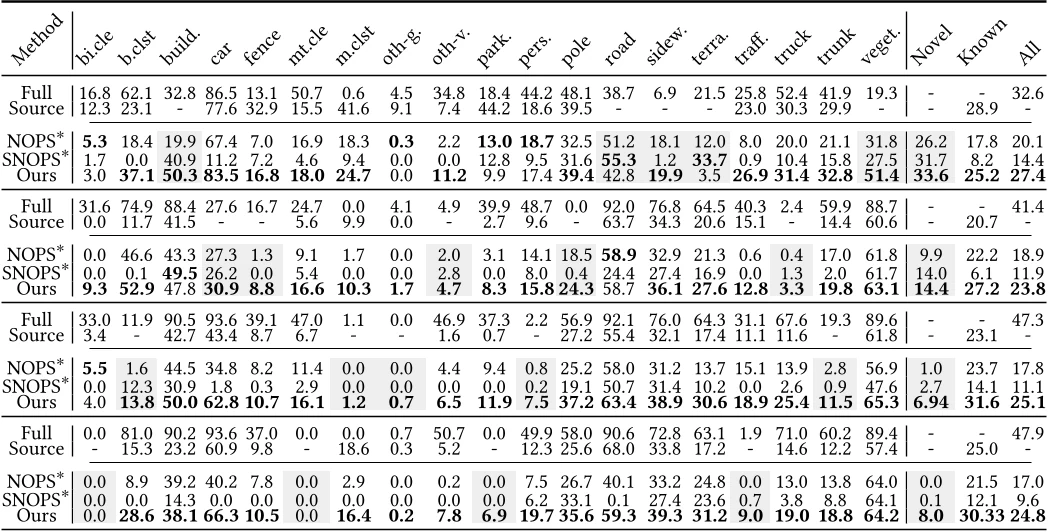 Method bi.cle b.clst build. car fence mt.cle m.clst oth-g. oth-v. park. pers. pole road sidew. terra. traff. truck trunk veget. Novel Known All
Full 16.8 62.1 32.8 86.5 13.1 50.7 0.6 4.5 34.8 18.4 44.2 48.1 38.7 6.9 21.5 25.8 52.4 41.9 19.3 - - 32.6
Source 12.3 23.1 - 77.6 32.9 15.5 41.6 9.1 7.4 44.2 18.6 39.5 - - - 23.0 30.3 29.9 - - 28.9
NOPS* 5.3 18.4 19.9 67.4 7.0 16.9 18.3 0.3 2.2 13.0 18.7 32.5 51.2 18.1 12.0 8.0 20.0 21.1 31.8 26.2 17.8 20.1
SNOPS* 1.7 0.0 40.9 11.2 7.2 4.6 9.4 0.0 0.0 12.8 9.5 31.6 55.3 1.2 33.7 0.9 10.4 15.8 27.5 31.7 8.2 14.4
Ours 3.0 37.1 50.3 83.5 16.8 18.0 24.7 0.0 11.2 9.9 17.4 39.4 42.8 19.9 3.5 26.9 31.4 32.8 51.4 33.6 25.2 27.4
Full 31.6 74.9 88.4 27.6 16.7 24.7 0.0 4.1 4.9 39.9 48.7 0.0 92.0 76.8 64.5 40.3 2.4 59.9 88.7 - - 41.4
Source 0.0 11.7 41.5 - - 5.6 9.9 0.0 - 2.7 9.6 - 63.7 34.3 20.6 15.1 - 14.4 60.6 - 20.7 -
NOPS* 0.0 46.6 43.3 27.3 1.3 9.1 1.7 0.0 2.0 3.1 14.1 18.5 58.9 32.9 21.3 0.6 0.4 17.0 61.8 9.9 22.2 18.9
SNOPS* 0.0 0.1 49.5 26.2 0.0 5.4 0.0 0.0 2.8 0.0 8.0 0.4 24.4 27.4 16.9 0.0 1.3 2.0 61.7 14.0 6.1 11.9
Ours 9.3 52.9 47.8 30.9 8.8 16.6 10.3 1.7 4.7 8.3 15.8 24.3 58.7 36.1 27.6 12.8 3.3 19.8 63.1 14.4 27.2 23.8
Full 33.0 11.9 90.5 93.6 39.1 47.0 1.1 0.0 46.9 37.3 2.2 56.9 92.1 76.0 64.3 31.1 67.6 19.3 89.6 - - 47.3
Source 3.4 - 42.7 43.4 8.7 6.7 - - 1.6 0.7 - 27.2 55.4 32.1 17.4 11.1 11.6 - 61.8 - 23.1 -
NOPS* 5.5 1.6 44.5 34.8 8.2 11.4 0.0 0.0 4.4 9.4 0.8 25.2 58.0 31.2 13.7 15.1 13.9 2.8 56.9 1.0 23.7 17.8
SNOPS* 0.0 12.3 30.9 1.8 0.3 2.9 0.0 0.0 0.0 0.0 0.2 19.1 50.7 31.4 10.2 0.0 2.6 0.9 47.6 2.7 14.1 11.1
Ours 4.0 13.8 50.0 62.8 10.7 16.1 1.2 0.7 6.5 11.9 7.5 37.2 63.4 38.9 30.6 18.9 25.4 11.5 65.3 6.94 31.6 25.1
Full 0.0 81.0 90.2 93.6 37.0 0.0 0.0 0.7 50.7 0.0 49.9 58.0 90.6 72.8 63.1 1.9 71.0 60.2 89.4 - - 47.9
Source - 15.3 23.2 60.9 9.8 - 18.6 0.3 5.2 - 12.3 25.6 68.0 33.8 17.2 - 14.6 12.2 57.4 - 25.0 -
NOPS* 0.0 8.9 39.2 40.2 7.8 0.0 2.9 0.0 0.2 0.0 7.5 26.7 40.1 33.2 24.8 0.0 13.0 13.8 64.0 0.0 21.5 17.0
SNOPS* 0.0 0.0 14.3 0.0 0.0 0.0 0.0 0.0 0.0 0.0 6.2 33.1 0.1 27.4 23.6 0.7 3.8 8.8 64.1 0.1 12.1 9.6
Ours 0.0 28.6 38.1 66.3 10.5 0.0 16.4 0.2 7.8 6.9 19.7 35.6 59.3 39.3 31.2 9.0 19.0 18.8 64.2 8.0 30.33 24.8